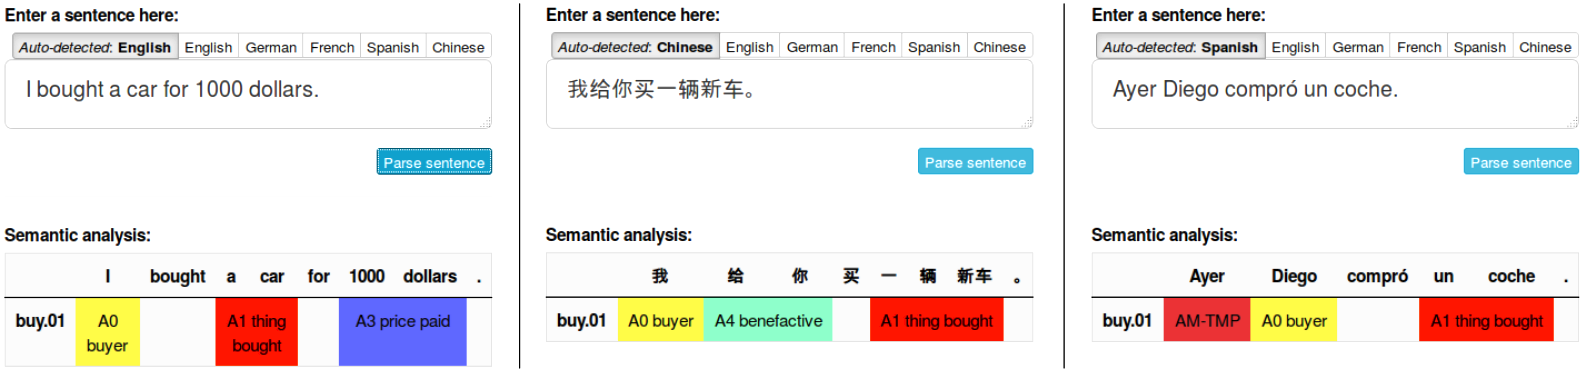 Enter a sentence here:
Auto-detected: English English German French Spanish Chinese
I bought a car for 1000 dollars.
Parse sentence
Semantic analysis:
I bought a car for 1000 dollars .
buy.01 A0 buyer A1 thing bought A3 price paid
Enter a sentence here:
Auto-detected: Chinese English German French Spanish Chinese
我给你买一辆新车。
Parse sentence
Semantic analysis:
我 给 你 买 一 辆 新车 。
buy.01 A0 buyer A4 benefactive A1 thing bought
Enter a sentence here:
Auto-detected: Spanish English German French Spanish Chinese
Ayer Diego compró un coche.
Parse sentence
Semantic analysis:
Ayer Diego compró un coche .
buy.01 AM-TMP A0 buyer A1 thing bought